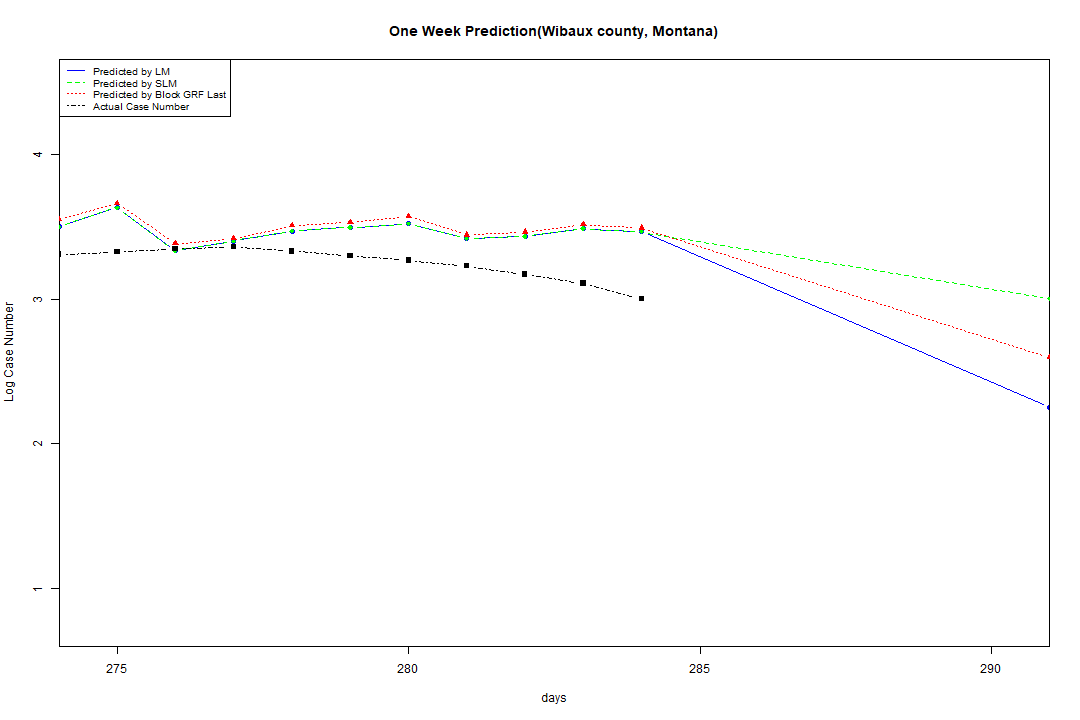 One Week Prediction(Wibaux county, Montana)
Predicted by LM
Predicted by SLM
Predicted by Block GRF Last
Actual Case Number
4
3
2
1
Log Case Number
275
280
285
290
days